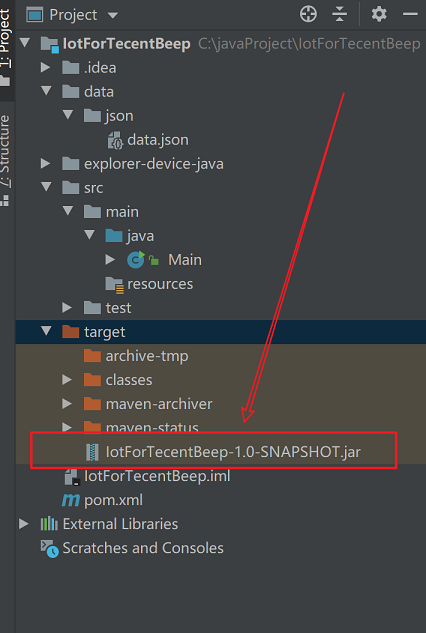 Project
1: Project
IotForTecentBeep C:\javaProject\IotForTecentBeep
.idea
data
json
data.json
explorer-device-java
7: Structure
src
main
java
Main
resources
test
target
archive-tmp
classes
maven-archiver
maven-status
IotForTecentBeep-1.0-SNAPSHOT.jar
IotForTecentBeep.iml
pom.xml
External Libraries
Scratches and Consoles